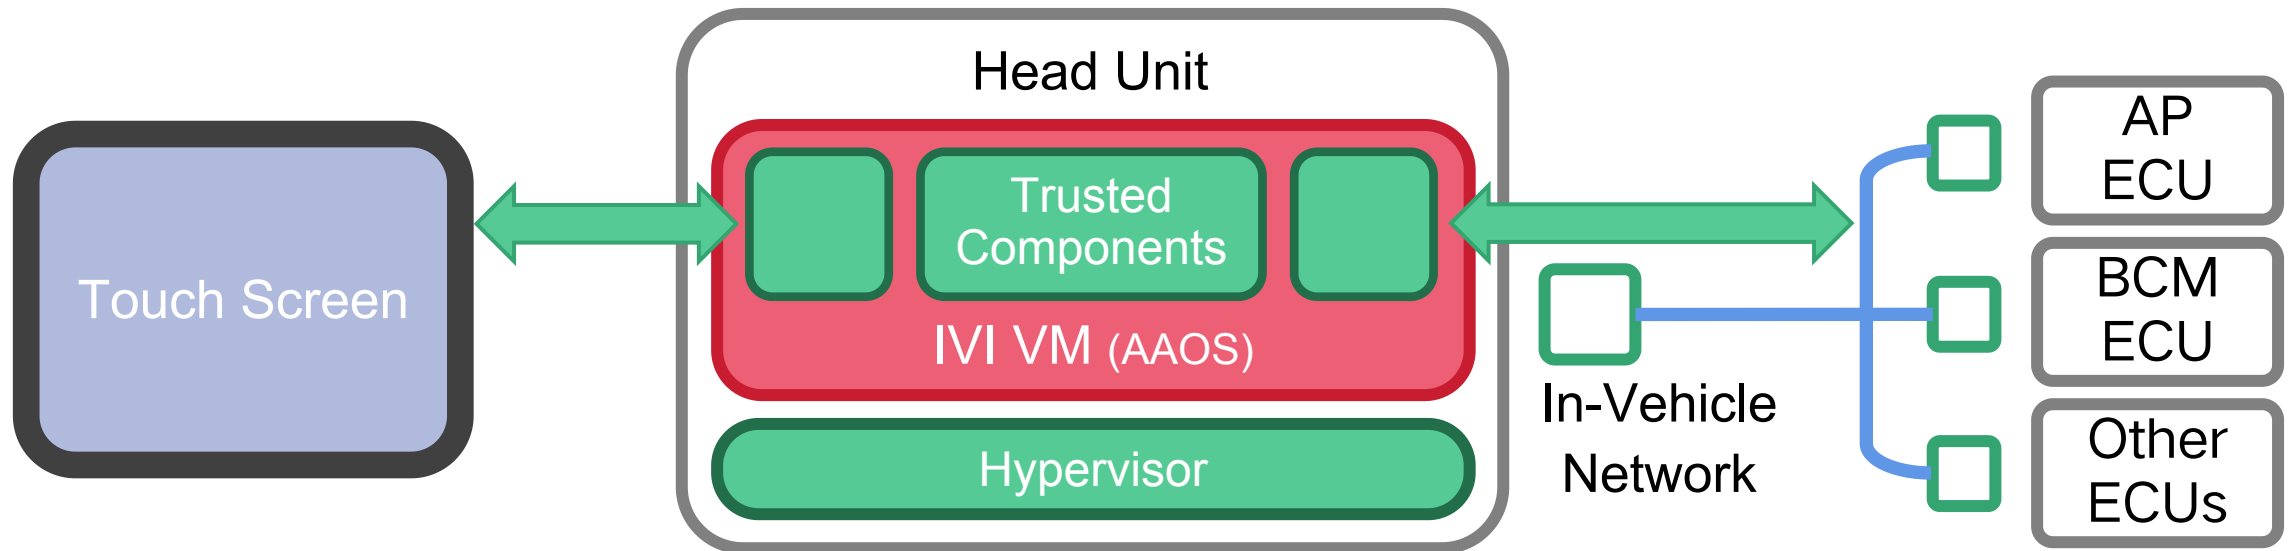 Touch Screen
Head Unit
Trusted
Components
IVI VM (AAOS)
Hypervisor
In-Vehicle
Network
AP
ECU
BCM
ECU
Other
ECUs